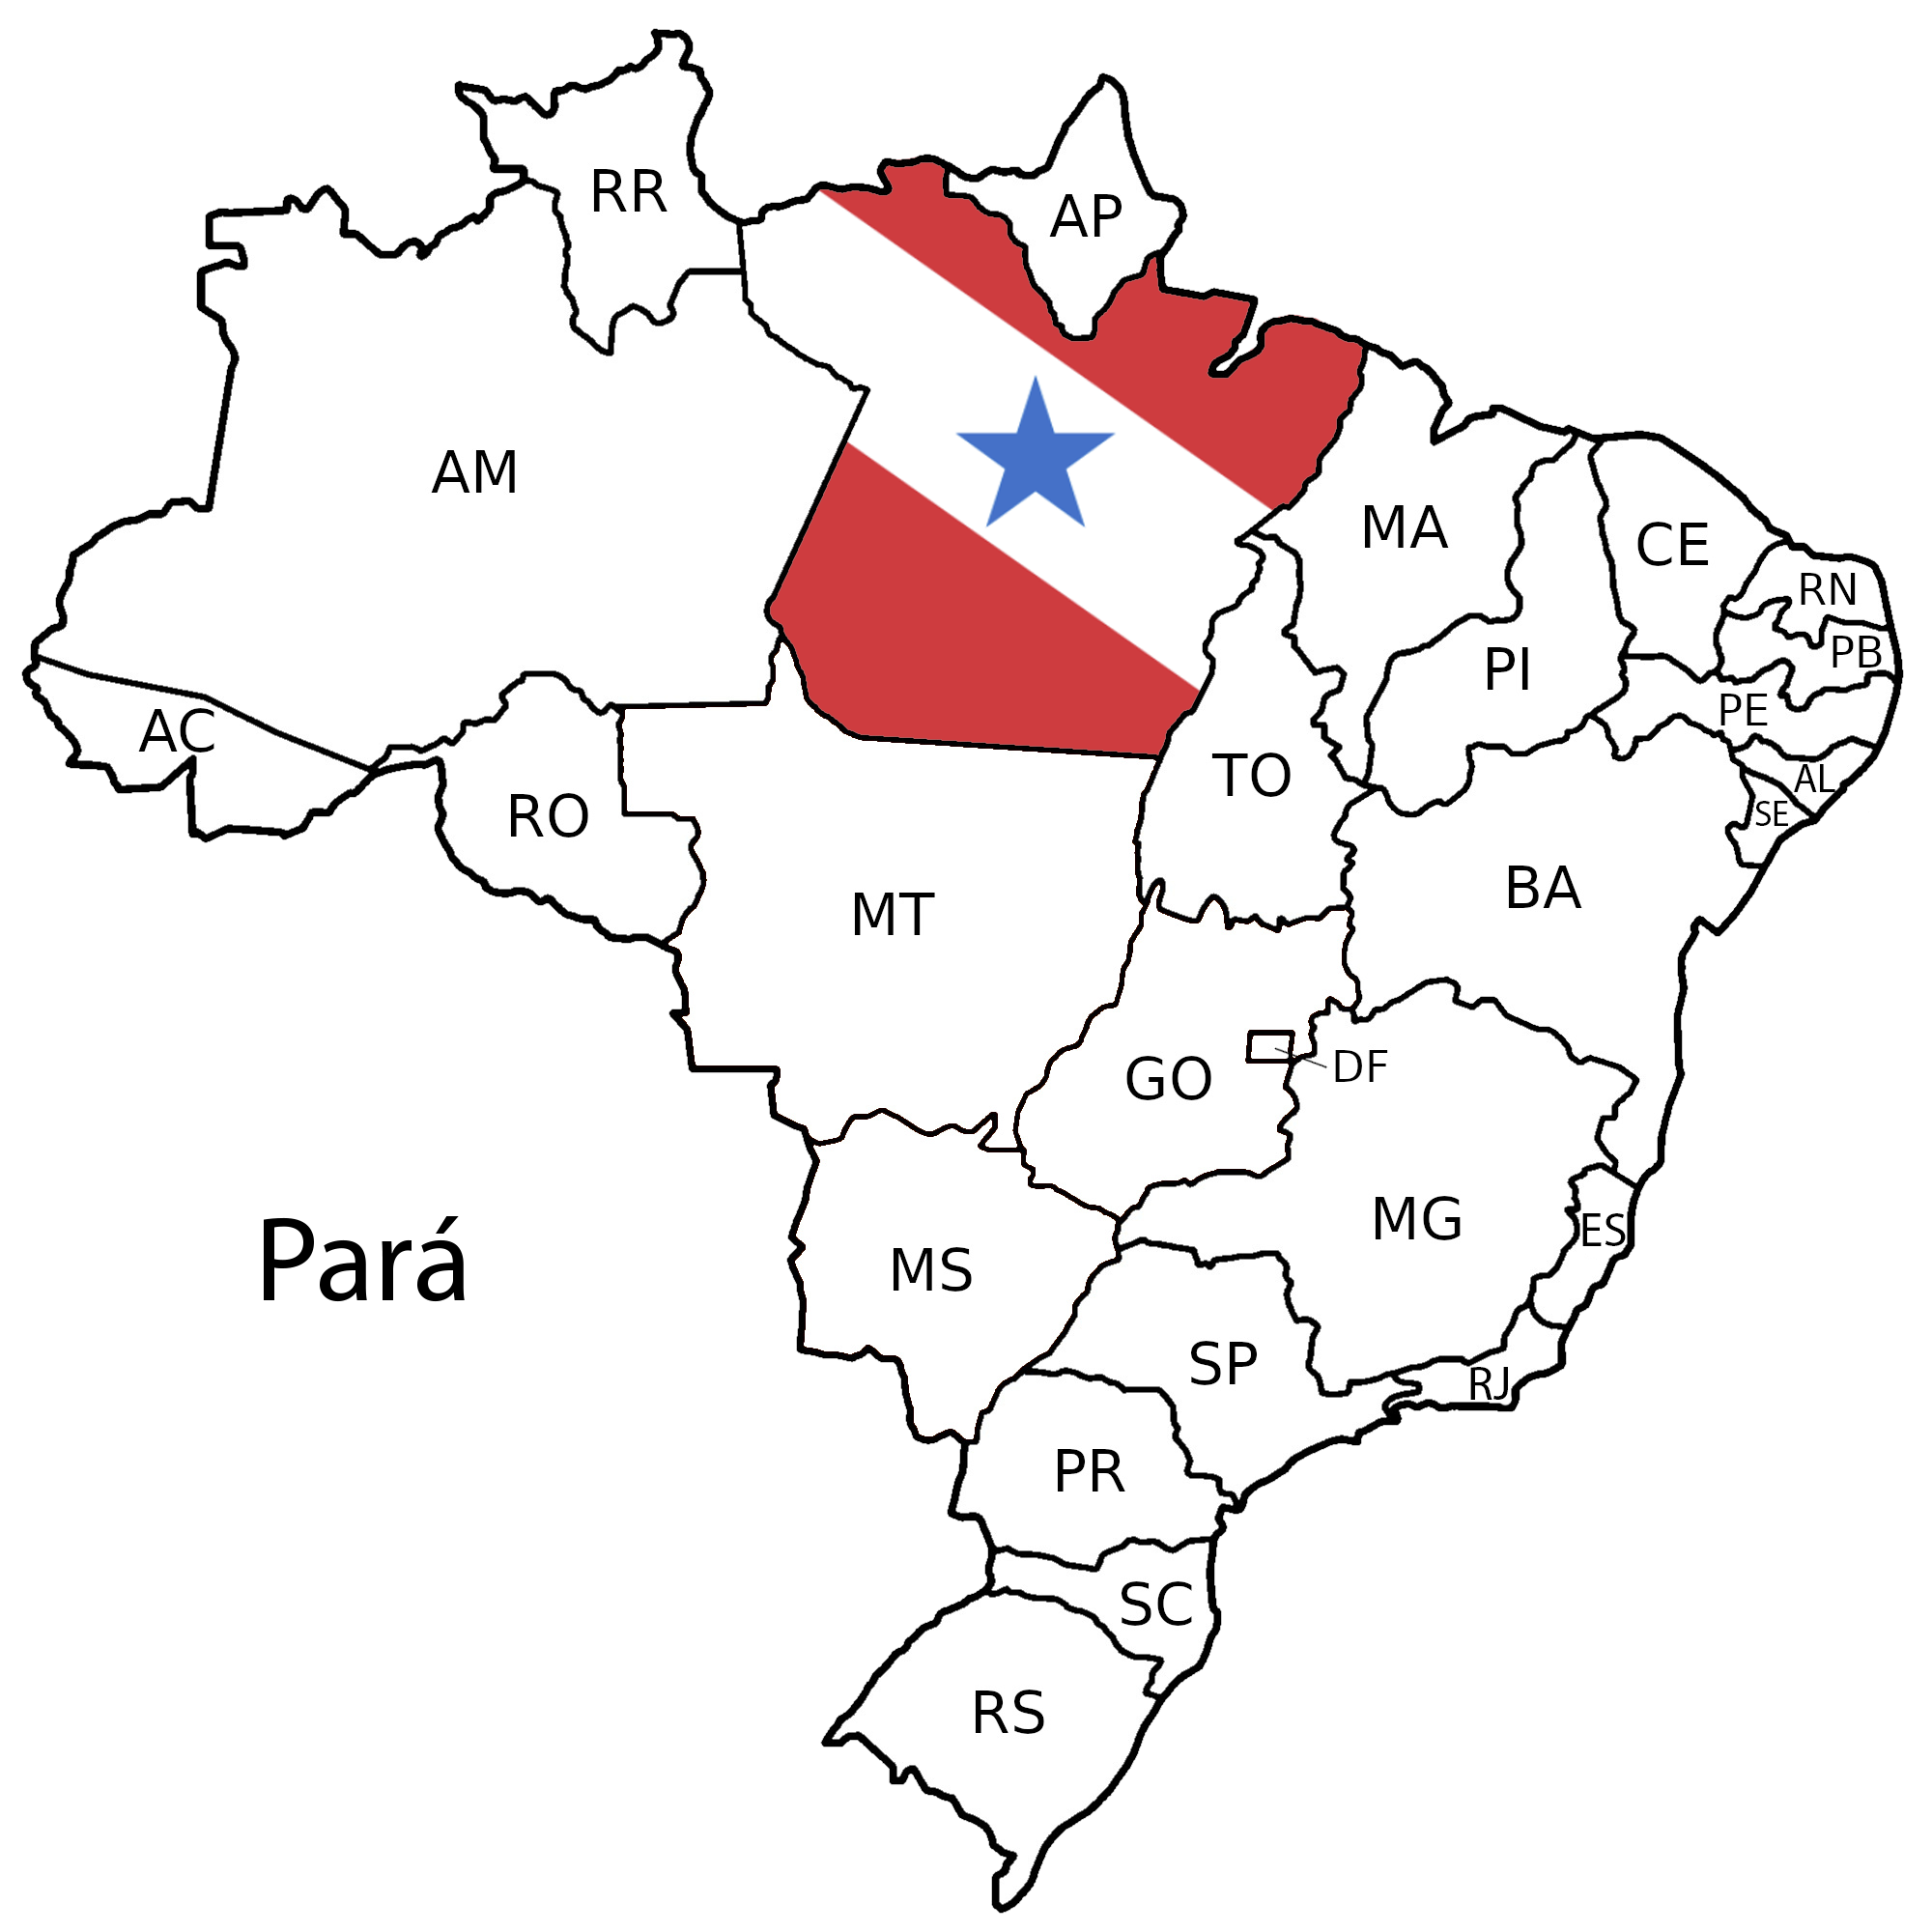 RR
AP
AM
MA
CE
RN
PB
PI
PE
AC
TO
AL
SE
RO
BA
MT
GO
DF
MG
ES
Pará
MS
SP
RJ
PR
SC
RS